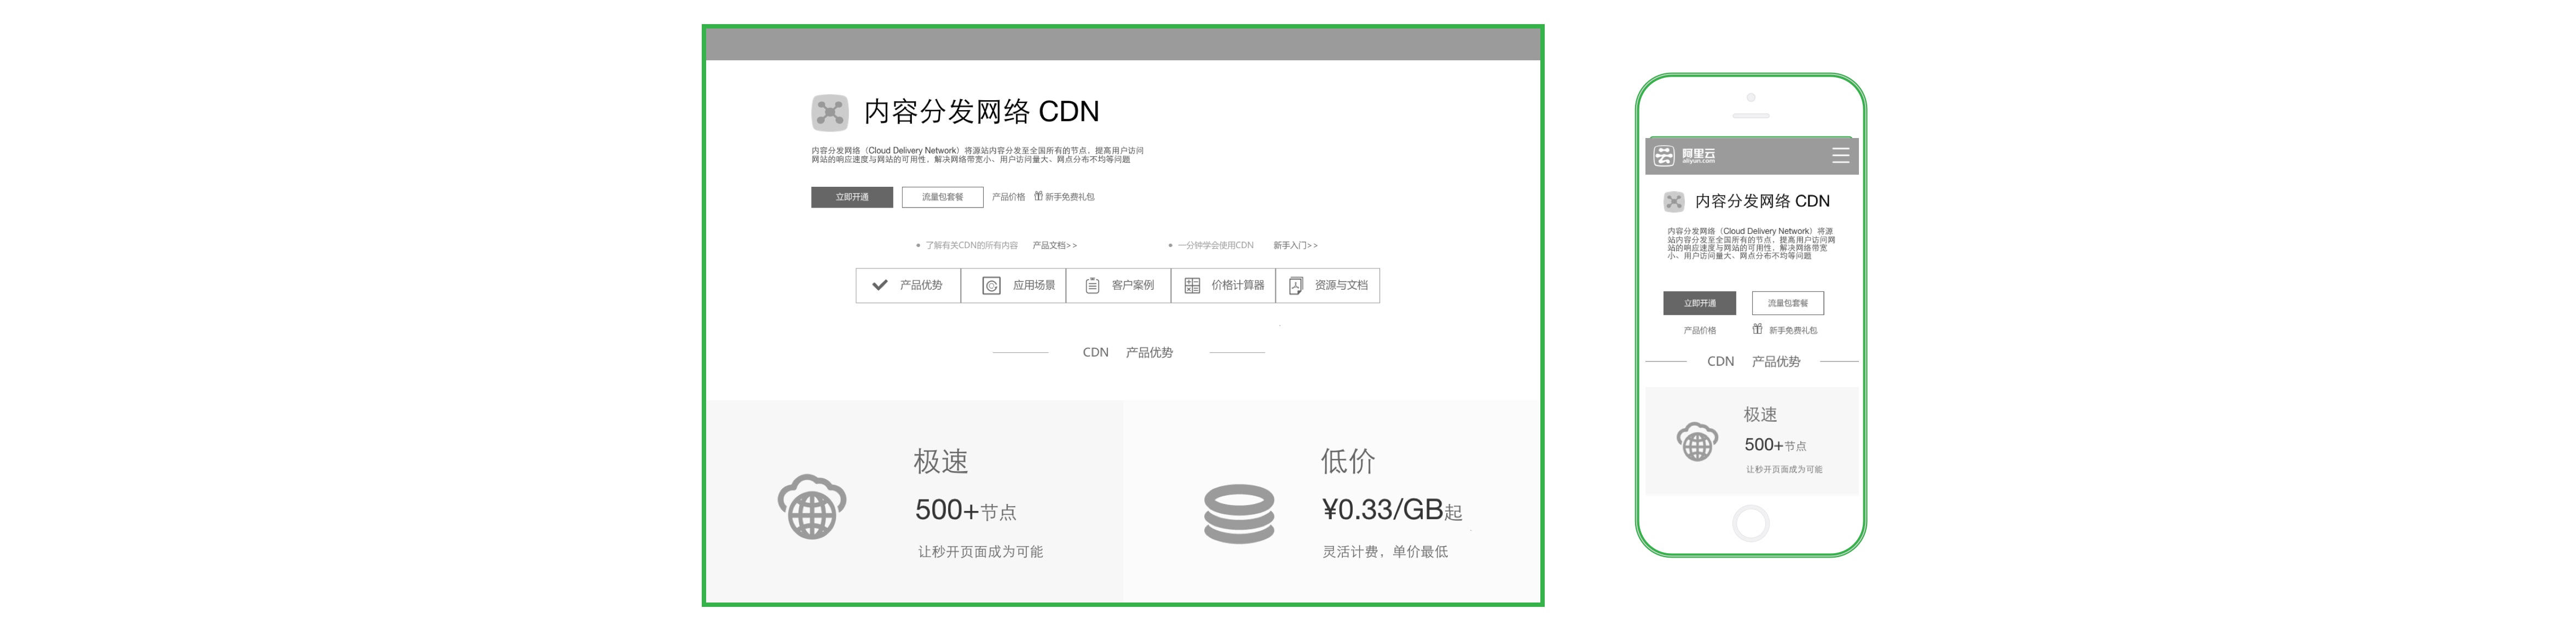 内容分发网络 CDN
内容分发网络（Cloud Delivery Network）将源站内容分发至全国所有的节点，提高用户访问
网站的响应速度与网站的可用性，解决网络带宽小、用户访问量大、网点分布不均等问题
立即开通 流量包套餐 产品价格 新手免费礼包
• 了解有关CDN的所有内容 产品文档>> • 一分钟学会使用CDN 新手入门>>
产品优势 应用场景 客户案例 价格计算器 资源与文档
CDN 产品优势
极速
500+节点
让秒开页面成为可能
低价
¥0.33/GB起
灵活计费，单价最低
阿里云
aliyun.com
内容分发网络 CDN
内容分发网络（Cloud Delivery Network）将源
站内容分发至全国所有的节点，提高用户访问网
站的响应速度与网站的可用性，解决网络带宽
小、用户访问量大、网点分布不均等问题
立即开通 流量包套餐
产品价格 新手免费礼包
CDN 产品优势
极速
500+节点
让秒开页面成为可能